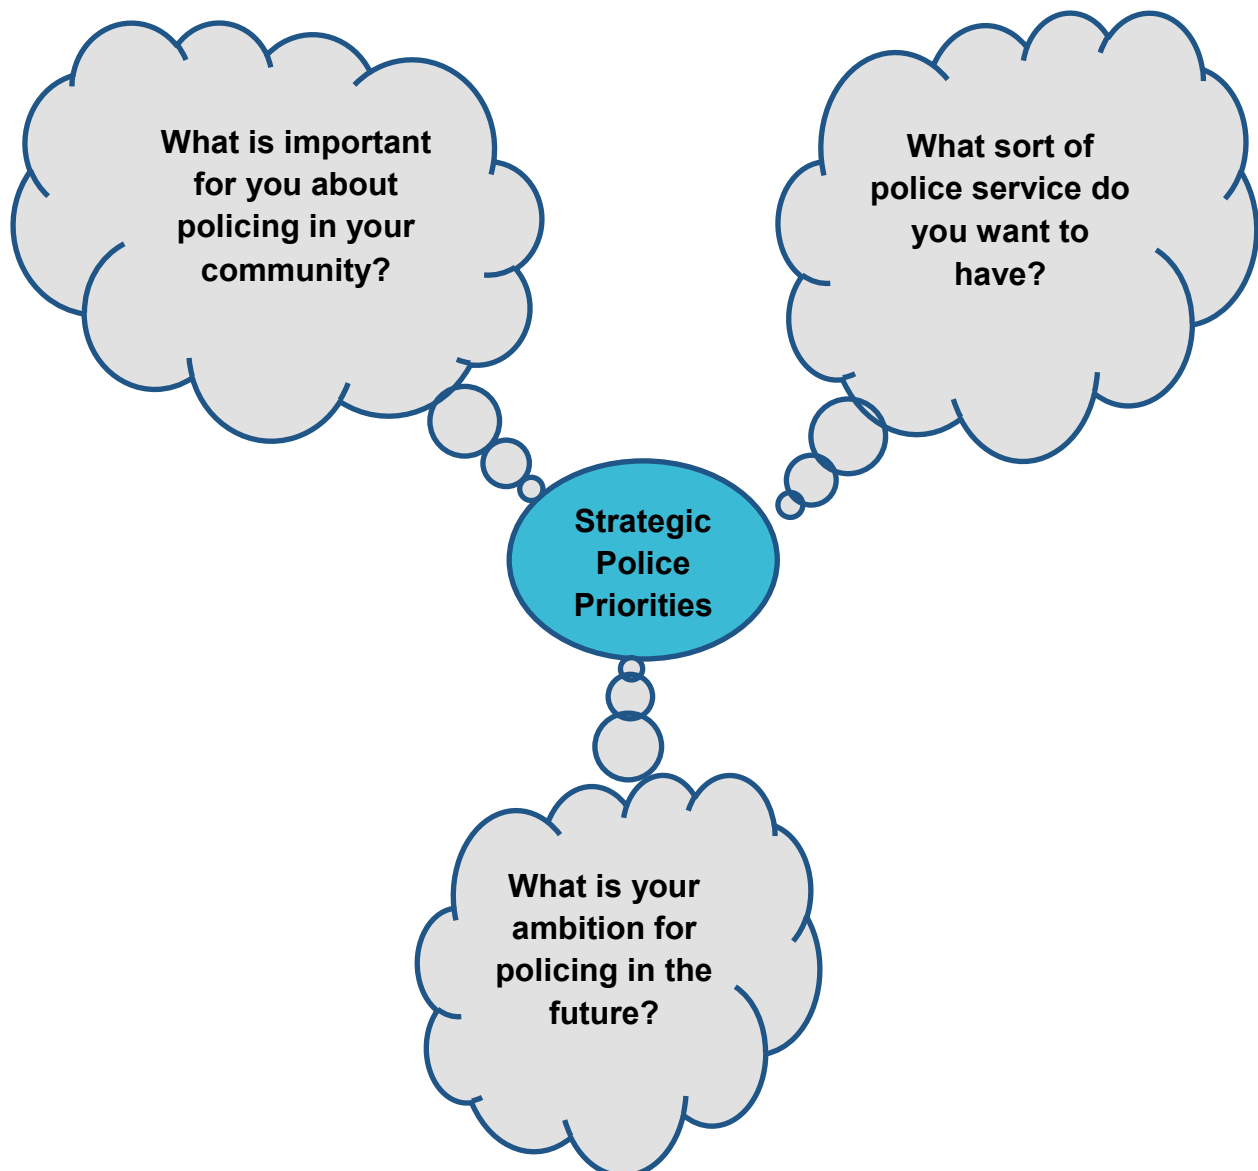 What is important
for you about
policing in your
community?
What sort of
police service do
you want to
have?
Strategic
Police
Priorities
What is your
ambition for
policing in the
future?